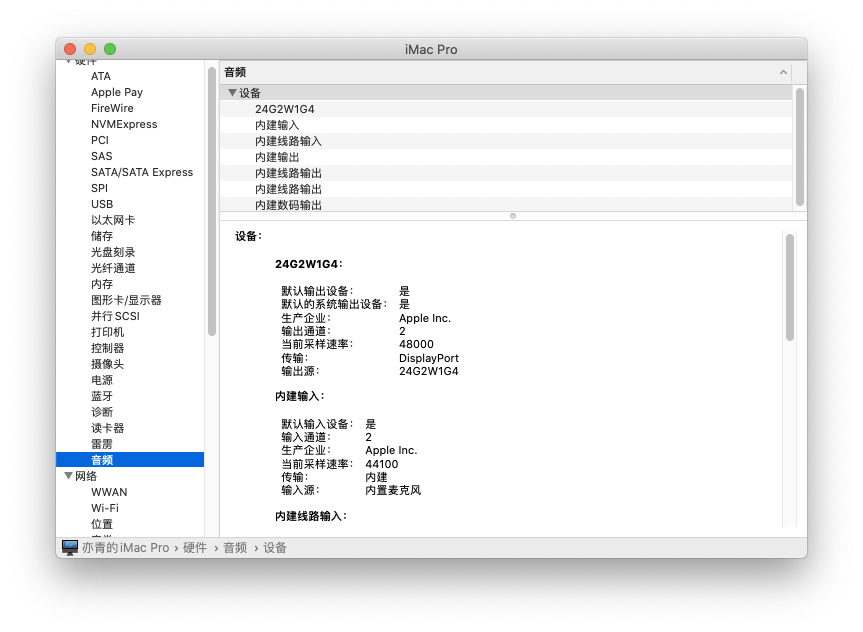 iMac Pro
硬件
ATA
Apple Pay
FireWire
NVMExpress
PCI
SAS
SATA/SATA Express
SPI
USB
以太网卡
储存
光盘刻录
光纤通道
内存
图形卡/显示器
并行 SCSI
打印机
控制器
摄像头
电源
蓝牙
诊断
读卡器
雷雳
音频
网络
WWAN
Wi-Fi
位置
音频
设备
24G2W1G4
内建输入
内建线路输入
内建输出
内建线路输出
内建线路输出
内建数码输出
设备：
24G2W1G4：
默认输出设备： 是
默认的系统输出设备： 是
生产企业： Apple Inc.
输出通道： 2
当前采样速率： 48000
传输： DisplayPort
输出源： 24G2W1G4
内建输入：
默认输入设备： 是
输入通道： 2
生产企业： Apple Inc.
当前采样速率： 44100
传输： 内建
输入源： 内置麦克风
内建线路输入：
亦青的 iMac Pro › 硬件 › 音频 › 设备